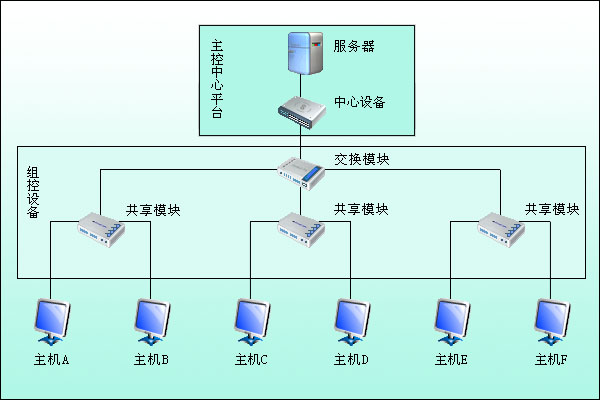 主控中心平台
服务器
中心设备
组控设备
交换模块
共享模块
共享模块
共享模块
主机A
主机B
主机C
主机D
主机E
主机F